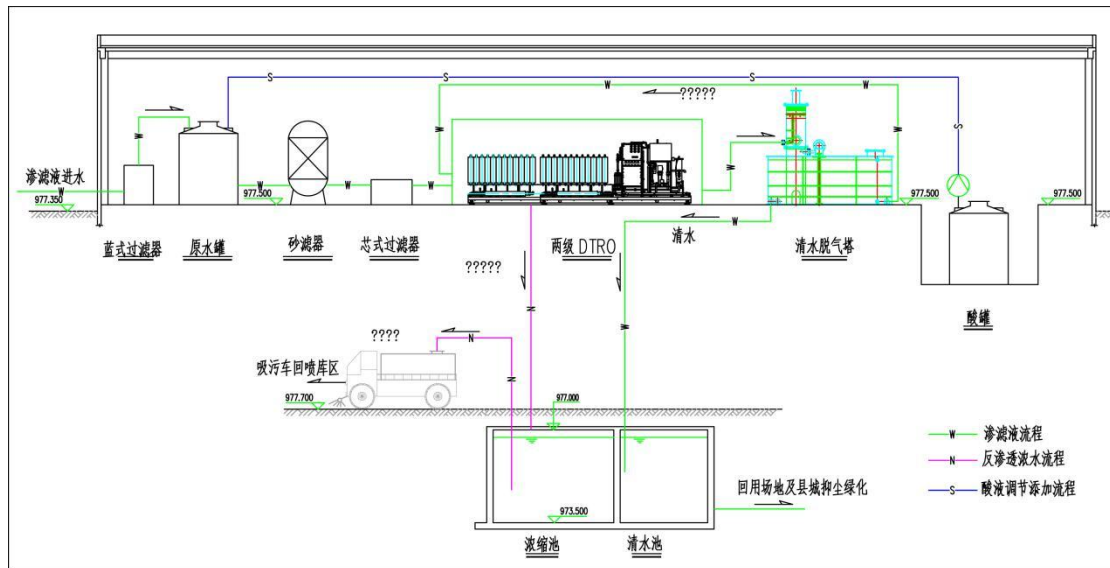 S
S
S
W
?????
W
W
W
W
S
W
渗滤液进水
W
977.350
W
977.500
W
W
977.500
977.500
蓝式过滤器
原水罐
砂滤器
芯式过滤器
两级DTRO
清水
W
清水脱气塔
酸罐
?????
N
W
????
N
吸污车回喷库区
N
977.700
977.000
W
渗滤液流程
N
反渗透浓水流程
S
酸液调节添加流程
回用场地及县城抑尘绿化
973.500
浓缩池
清水池